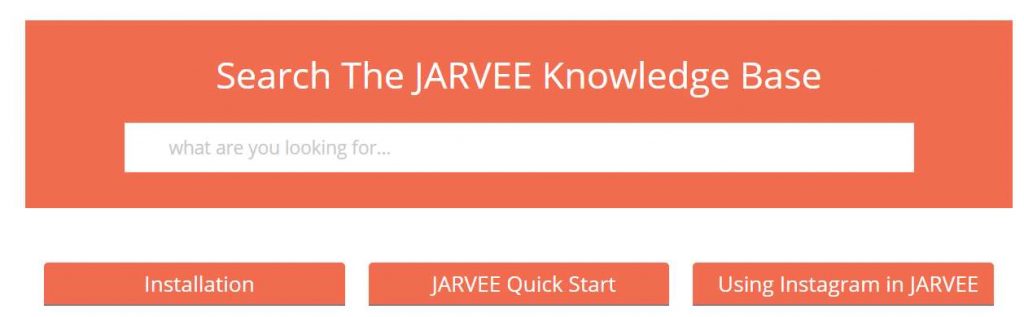 Search The JARVEE Knowledge Base
what are you looking for...
Installation
JARVEE Quick Start
Using Instagram in JARVEE